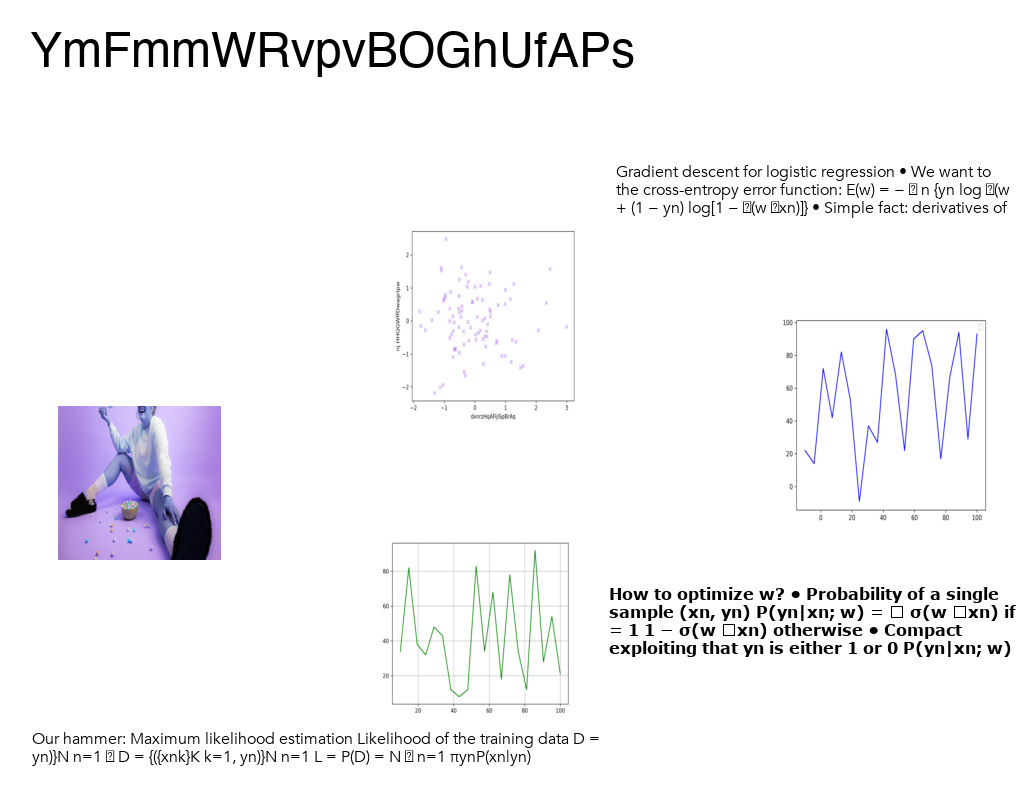 YmFmmWRvpvBOGhUfAPs
Gradient descent for logistic regression • We want to
the cross-entropy error function: E(w) = − � n {yn log �(w
+ (1 − yn) log[1 − �(w �xn)]} • Simple fact: derivatives of
2
1
0
−1
−2
−2 −1 0 1 2 3
100
80
60
40
20
0
0 20 40 60 80 100
80
60
40
20
20 40 60 80 100
How to optimize w? • Probability of a single
sample (xn, yn) P(yn|xn; w) = □ σ(w □xn) if
= 1 1 − σ(w □xn) otherwise • Compact
exploiting that yn is either 1 or 0 P(yn|xn; w)
Our hammer: Maximum likelihood estimation Likelihood of the training data D =
yn)}N n=1 � D = {({xnk}K k=1, yn)}N n=1 L = P(D) = N � n=1 πynP(xnlyn)